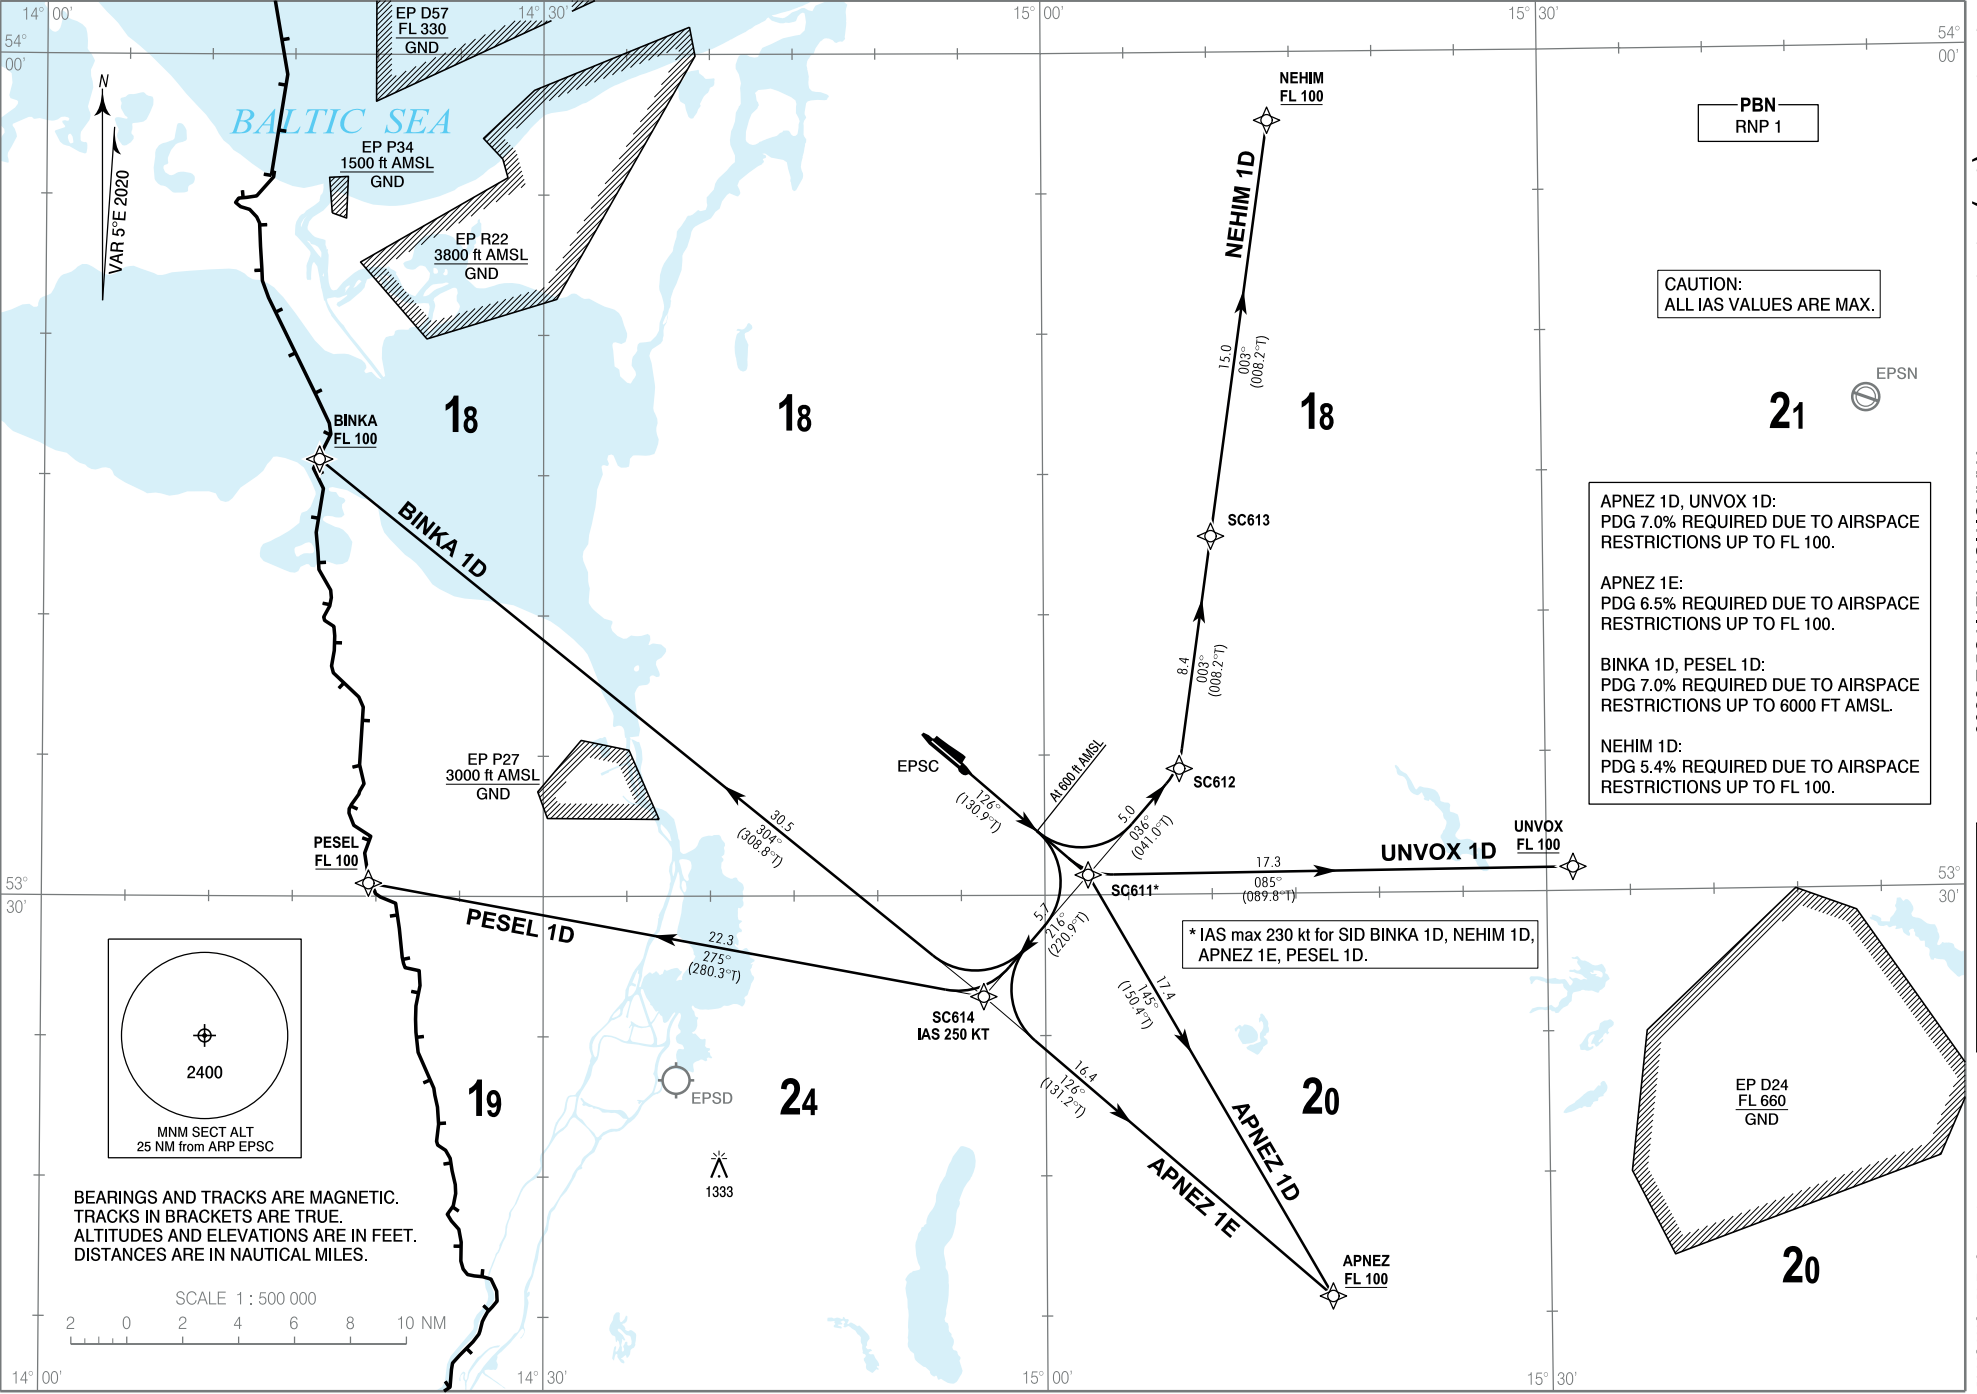 14° 00'
14° 30'
15° 00'
15° 30'
54°
00'
54°
00'
EP D57
FL 330
GND
N
VAR 5°E 2020
BALTIC SEA
EP P34
1500 ft AMSL
GND
EP R22
3800 ft AMSL
GND
NEHIM
FL 100
NEHIM 1D
PBN
RNP 1
CAUTION:
ALL IAS VALUES ARE MAX.
EPSN
15.0
003°
(008.2°T)
18
18
18
21
BINKA
FL 100
BINKA 1D
SC613
APNEZ 1D, UNVOX 1D:
PDG 7.0% REQUIRED DUE TO AIRSPACE
RESTRICTIONS UP TO FL 100.
APNEZ 1E:
PDG 6.5% REQUIRED DUE TO AIRSPACE
RESTRICTIONS UP TO FL 100.
BINKA 1D, PESEL 1D:
PDG 7.0% REQUIRED DUE TO AIRSPACE
RESTRICTIONS UP TO 6000 FT AMSL.
NEHIM 1D:
PDG 5.4% REQUIRED DUE TO AIRSPACE
RESTRICTIONS UP TO FL 100.
8.4
003°
(008.2°T)
EP P27
3000 ft AMSL
GND
EPSC
126°
(130.9°T)
At 600 ft AMSL
SC612
5.0
036°
(041.0°T)
30.5
304°
(308.8°T)
PESEL
FL 100
UNVOX
FL 100
UNVOX 1D
17.3
085°
(089.8°T)
SC611*
53°
30'
53°
30'
PESEL 1D
22.3
275°
(280.3°T)
5.7
216°
(220.9°T)
* IAS max 230 kt for SID BINKA 1D, NEHIM 1D,
APNEZ 1E, PESEL 1D.
17.4
145°
(150.4°T)
SC614
IAS 250 KT
2400
MNM SECT ALT
25 NM from ARP EPSC
16.4
126°
(131.2°T)
EPSD
19
24
20
EP D24
FL 660
GND
APNEZ 1D
APNEZ 1E
1333
BEARINGS AND TRACKS ARE MAGNETIC.
TRACKS IN BRACKETS ARE TRUE.
ALTITUDES AND ELEVATIONS ARE IN FEET.
DISTANCES ARE IN NAUTICAL MILES.
APNEZ
FL 100
20
SCALE 1 : 500 000
2 0 2 4 6 8 10 NM
14° 00'
14° 30'
15° 00'
15° 30'